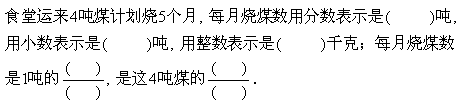 食堂运来4吨煤计划烧5个月, 每月烧煤数用分数表示是(    )吨,
用小数表示是(    )吨, 用整数表示是(    )千克；每月烧煤数
是1吨的(  )/(  ), 是这4吨煤的(  )/(  ).